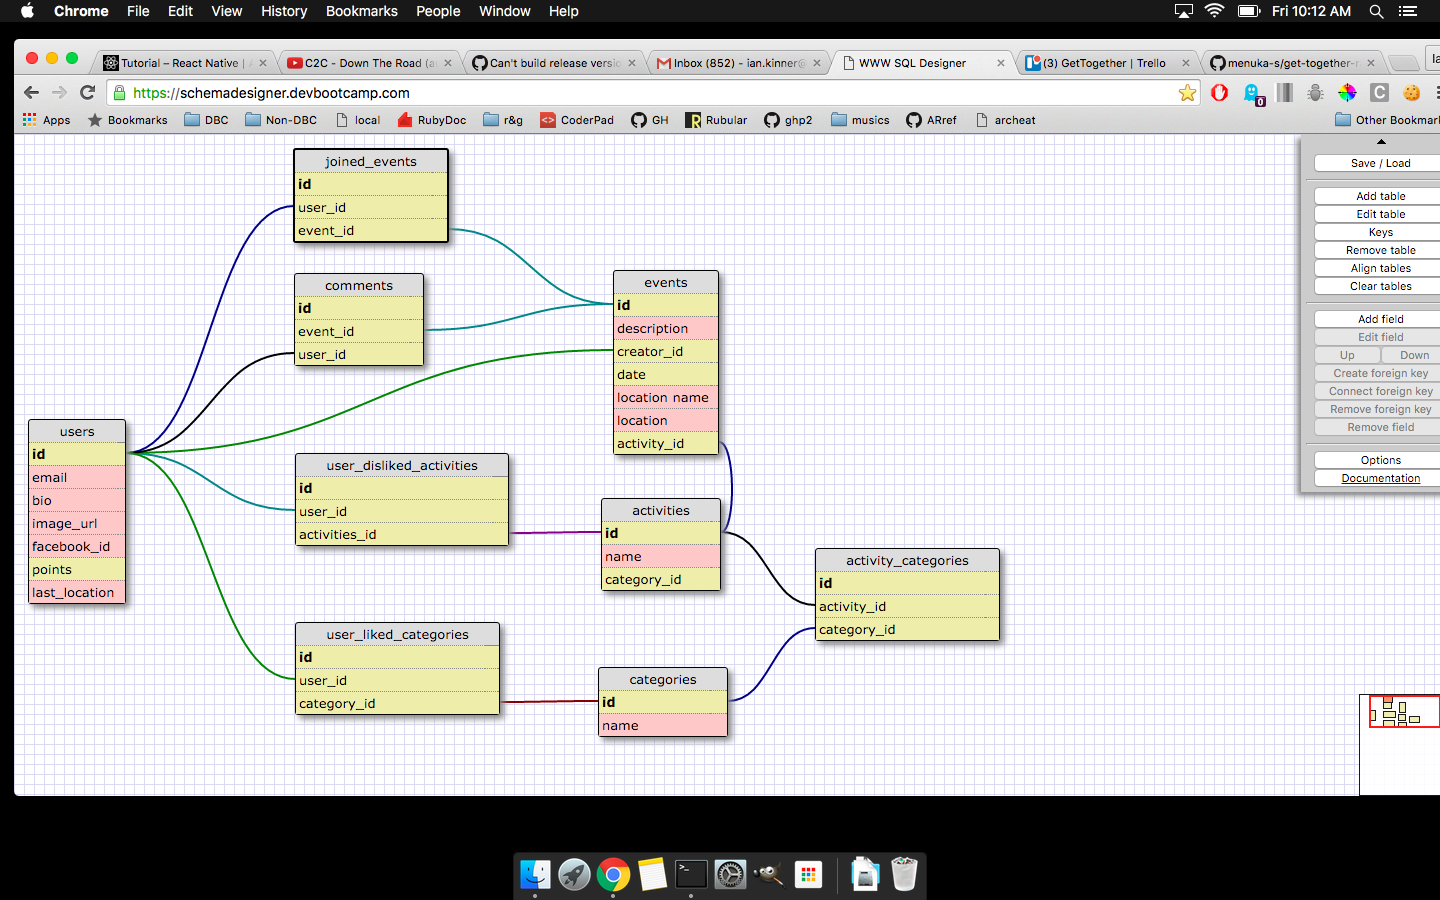 Chrome File Edit View History Bookmarks People Window Help Fri 10:12 AM
Tutorial – React Native | C2C - Down The Road (a Can't build release versio Inbox (852) - ian.kinner@ WWW SQL Designer (3) GetTogether | Trello menuka-s/get-together-
https://schemadesigner.devbootcamp.com
0
C
Apps Bookmarks DBC Non-DBC local RubyDoc r&g CoderPad GH Rubular ghp2 musics ARref archeat Other Bookmar
joined_events
id
user_id
event_id
comments
id
event_id
user_id
events
id
description
creator_id
date
location name
location
activity_id
users
id
email
bio
image_url
facebook_id
points
last_location
user_disliked_activities
id
user_id
activities_id
activities
id
name
category_id
activity_categories
id
activity_id
category_id
user_liked_categories
id
user_id
category_id
categories
id
name
Save / Load
Add table
Edit table
Keys
Remove table
Align tables
Clear tables
Add field
Edit field
Up Down
Create foreign key
Connect foreign key
Remove foreign key
Remove field
Options
Documentation